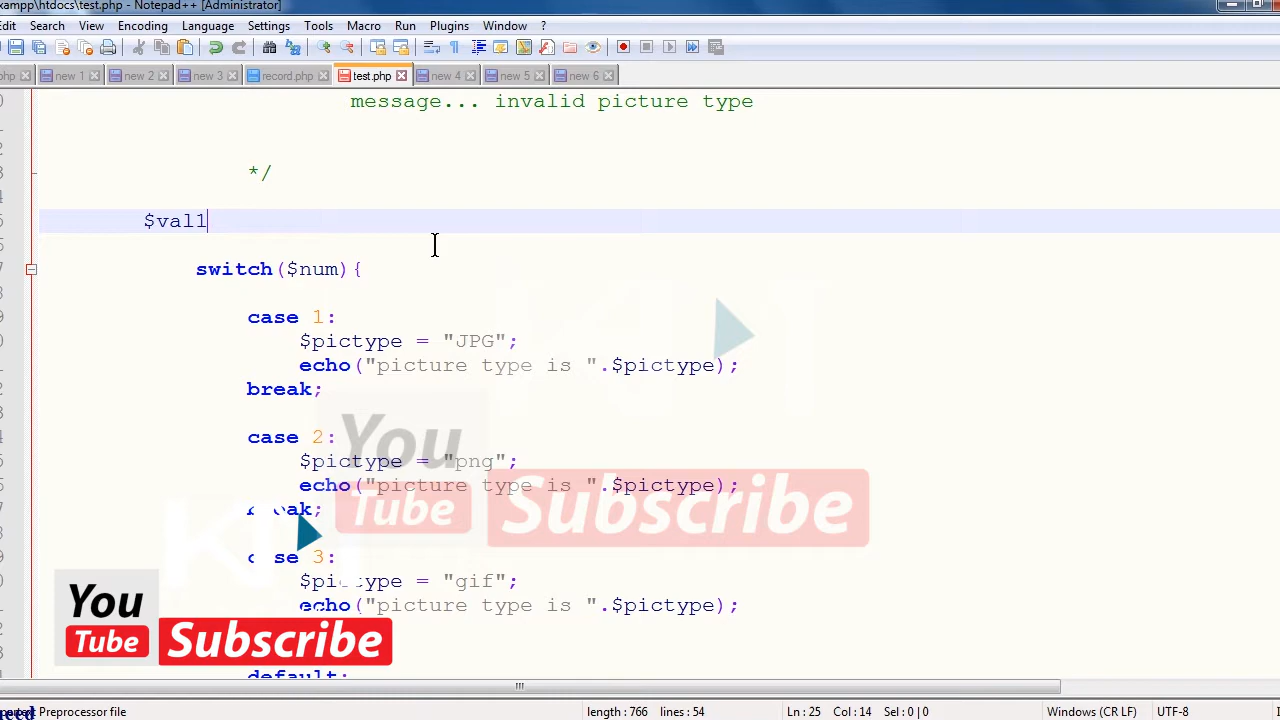 xampp\htdocs\test.php - Notepad++ [Administrator]
Edit Search View Encoding Language Settings Tools Macro Run Plugins Window ?
php new 1 new 2 new 3 record.php test.php new 4 new 5 new 6
message... invalid picture type
*/
$val1
switch($num){
case 1:
$pictype = "JPG";
echo("picture type is ".$pictype);
break;
case 2:
$pictype = "png";
echo("picture type is ".$pictype);
break;
case 3:
$pictype = "gif";
echo("picture type is ".$pictype);
default:
You
Tube Subscribe
You
Tube Subscribe
Preprocessor file length : 766 lines : 54 Ln : 25 Col : 14 Sel : 0 | 0 Windows (CR LF) UTF-8